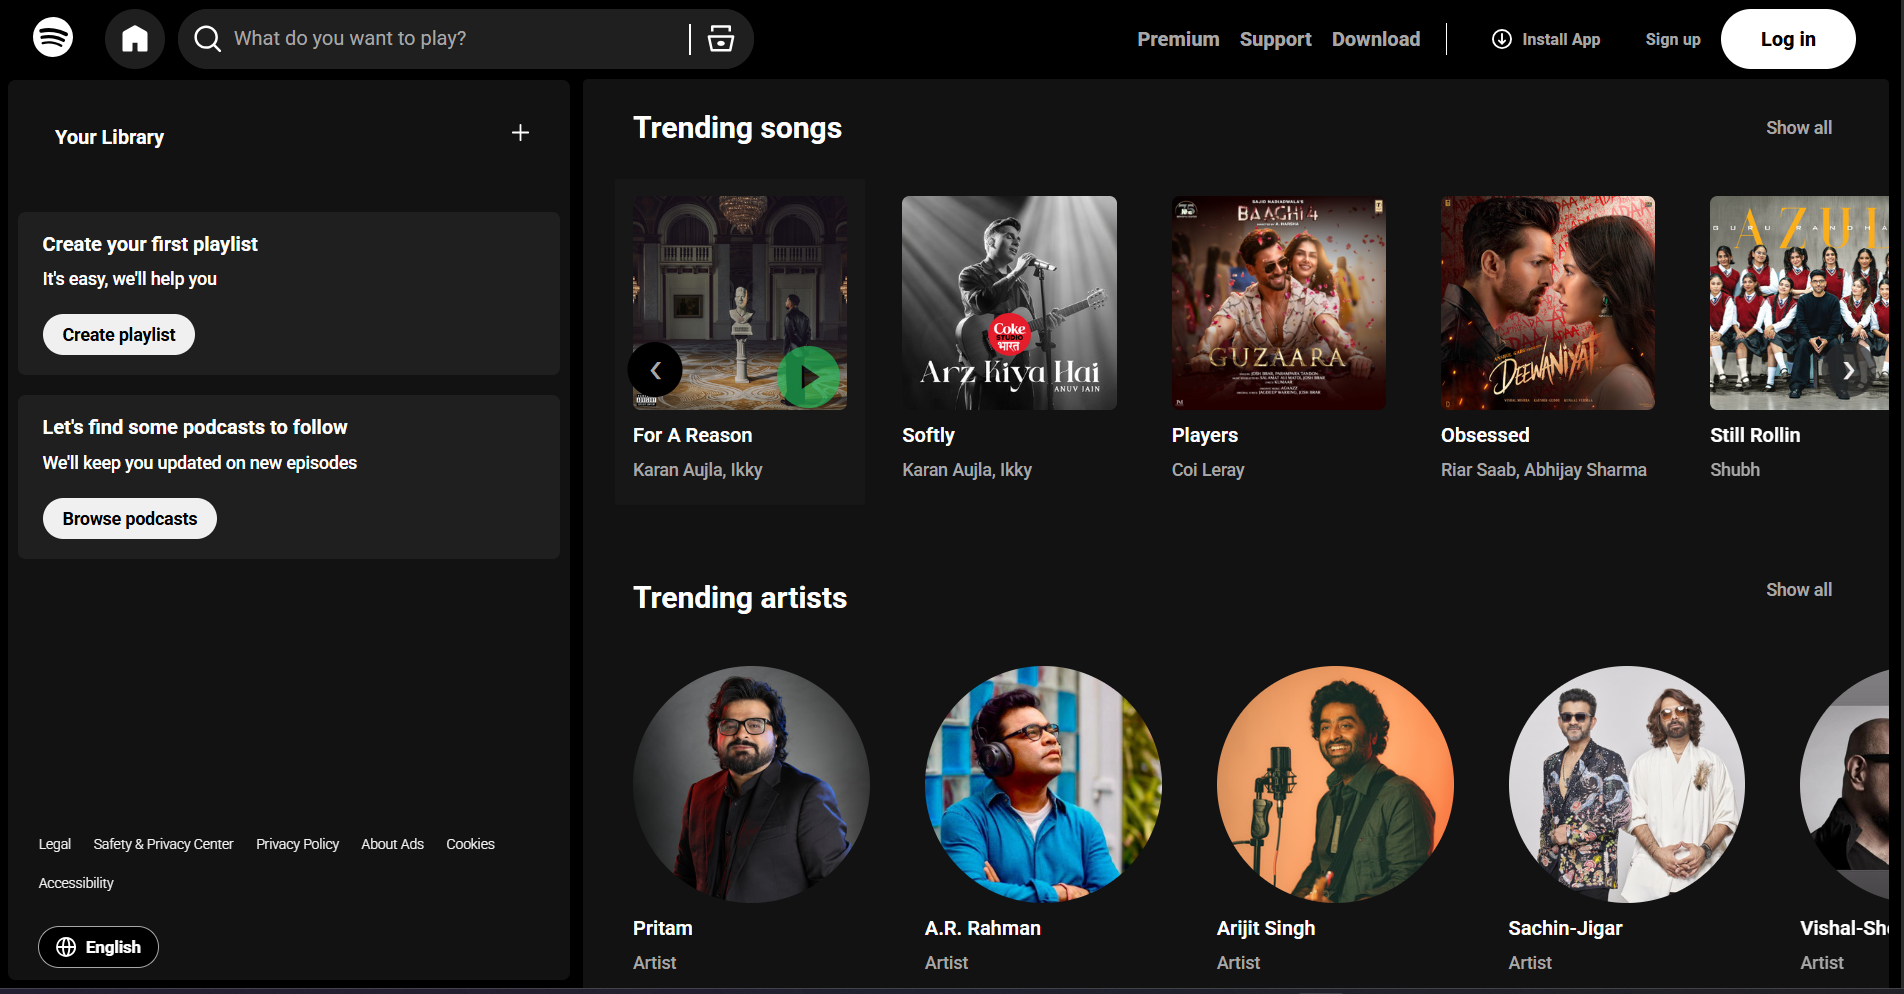 What do you want to play?
Premium Support Download
Install App
Sign up
Log in
Your Library
Create your first playlist
It's easy, we'll help you
Create playlist
Let's find some podcasts to follow
We'll keep you updated on new episodes
Browse podcasts
Legal Safety & Privacy Center Privacy Policy About Ads Cookies
Accessibility
English
Trending songs
Show all
For A Reason
Karan Aujla, Ikky
Coke
STUDIO
भारत
Arz Kiya Hai
ANUV JAIN
Softly
Karan Aujla, Ikky
SAJID NADIADWALA'S
BAAGHI 4
GUZAARA
Players
Coi Leray
DEEWANIYAT
Obsessed
Riar Saab, Abhijay Sharma
AZUL
GURU RANDHA
Still Rollin
Shubh
Trending artists
Show all
Pritam
Artist
A.R. Rahman
Artist
Arijit Singh
Artist
Sachin-Jigar
Artist
Vishal-She
Artist